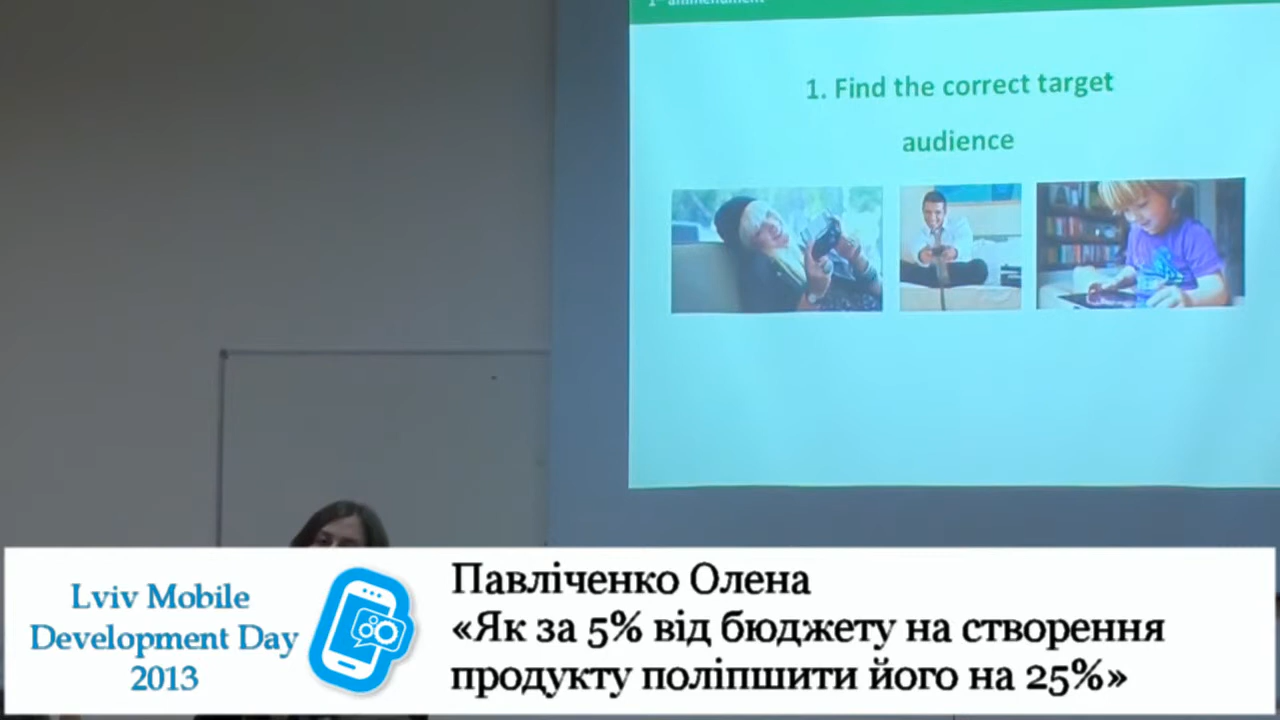 1. Find the correct target
audience
Lviv Mobile
Development Day
2013
Павліченко Олена
«Як за 5% від бюджету на створення
продукту поліпшити його на 25%»